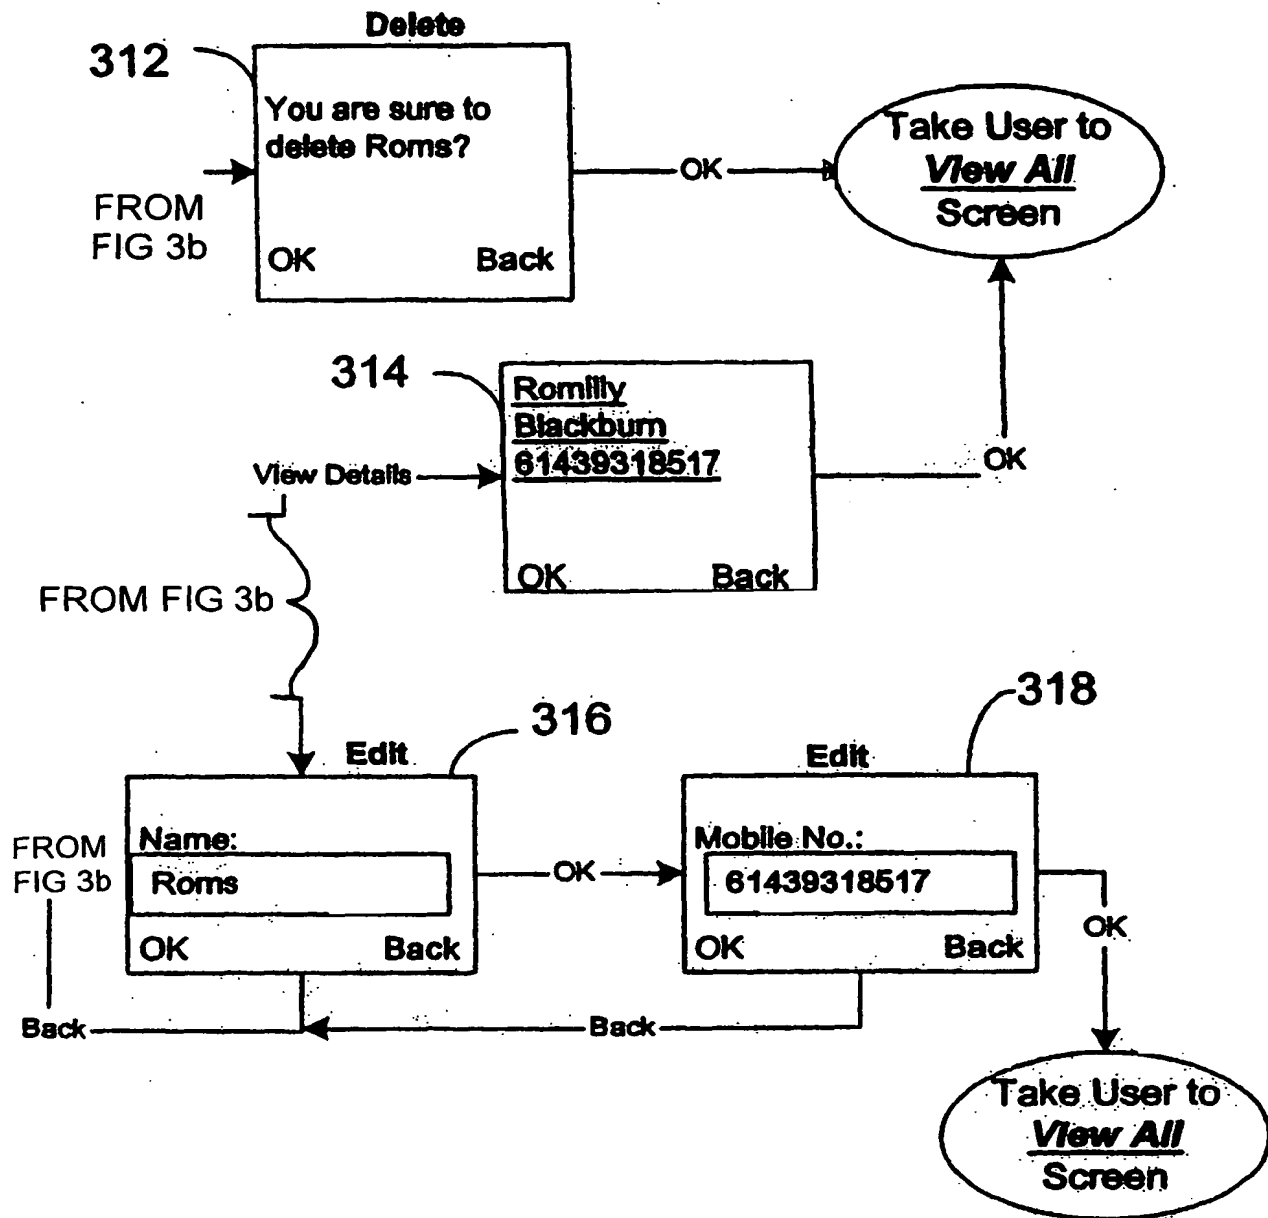 Delete
312
You are sure to
delete Roms?
OK
Back
FROM
FIG 3b
OK
Take User to
View All
Screen
314
Romilly
Blackburn
61439318517
OK
Back
View Details
OK
FROM FIG 3b
316
318
Edit
Name:
Roms
OK
Back
FROM
FIG 3b
OK
Edit
Mobile No.:
61439318517
OK
Back
OK
Back
Back
Take User to
View All
Screen